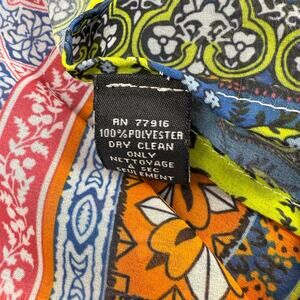 RN 77916
100% POLYESTER
DRY CLEAN
ONLY
NETTOYAGE
A SEC
SEULEMENT